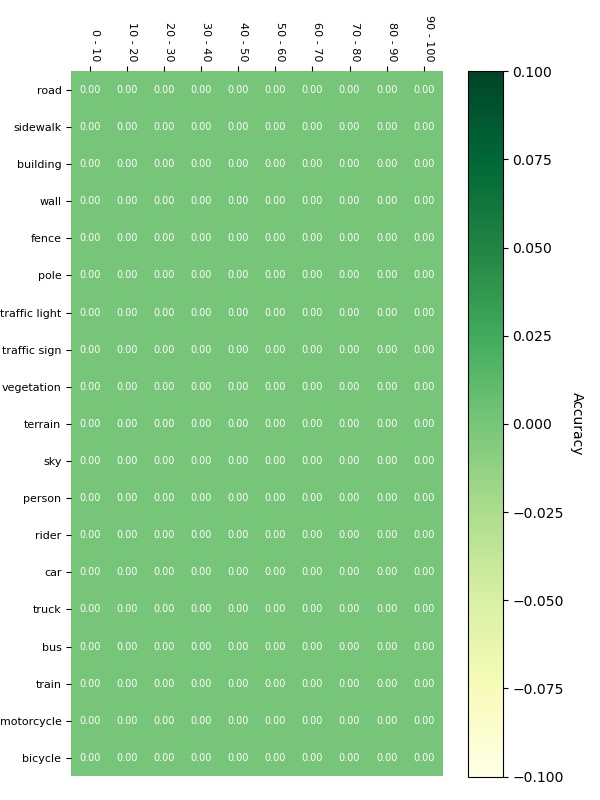 0 - 10 10 - 20 20 - 30 30 - 40 40 - 50 50 - 60 60 - 70 70 - 80 80 - 90 90 - 100
road 0.00 0.00 0.00 0.00 0.00 0.00 0.00 0.00 0.00 0.00
sidewalk 0.00 0.00 0.00 0.00 0.00 0.00 0.00 0.00 0.00 0.00
building 0.00 0.00 0.00 0.00 0.00 0.00 0.00 0.00 0.00 0.00
wall 0.00 0.00 0.00 0.00 0.00 0.00 0.00 0.00 0.00 0.00
fence 0.00 0.00 0.00 0.00 0.00 0.00 0.00 0.00 0.00 0.00
pole 0.00 0.00 0.00 0.00 0.00 0.00 0.00 0.00 0.00 0.00
traffic light 0.00 0.00 0.00 0.00 0.00 0.00 0.00 0.00 0.00 0.00
traffic sign 0.00 0.00 0.00 0.00 0.00 0.00 0.00 0.00 0.00 0.00
vegetation 0.00 0.00 0.00 0.00 0.00 0.00 0.00 0.00 0.00 0.00
terrain 0.00 0.00 0.00 0.00 0.00 0.00 0.00 0.00 0.00 0.00
sky 0.00 0.00 0.00 0.00 0.00 0.00 0.00 0.00 0.00 0.00
person 0.00 0.00 0.00 0.00 0.00 0.00 0.00 0.00 0.00 0.00
rider 0.00 0.00 0.00 0.00 0.00 0.00 0.00 0.00 0.00 0.00
car 0.00 0.00 0.00 0.00 0.00 0.00 0.00 0.00 0.00 0.00
truck 0.00 0.00 0.00 0.00 0.00 0.00 0.00 0.00 0.00 0.00
bus 0.00 0.00 0.00 0.00 0.00 0.00 0.00 0.00 0.00 0.00
train 0.00 0.00 0.00 0.00 0.00 0.00 0.00 0.00 0.00 0.00
motorcycle 0.00 0.00 0.00 0.00 0.00 0.00 0.00 0.00 0.00 0.00
bicycle 0.00 0.00 0.00 0.00 0.00 0.00 0.00 0.00 0.00 0.00
0.100
0.075
0.050
0.025
0.000
−0.025
−0.050
−0.075
−0.100
Accuracy